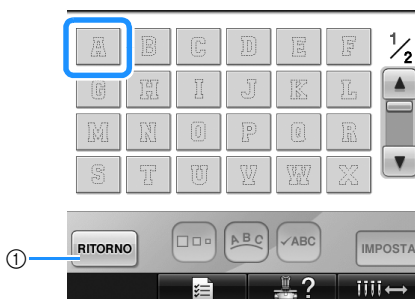 A B C D E F 1/2
G H I J K L
M N O P Q R
S T U V W X
① RITORNO ABC ✓ABC IMPOSTA
?